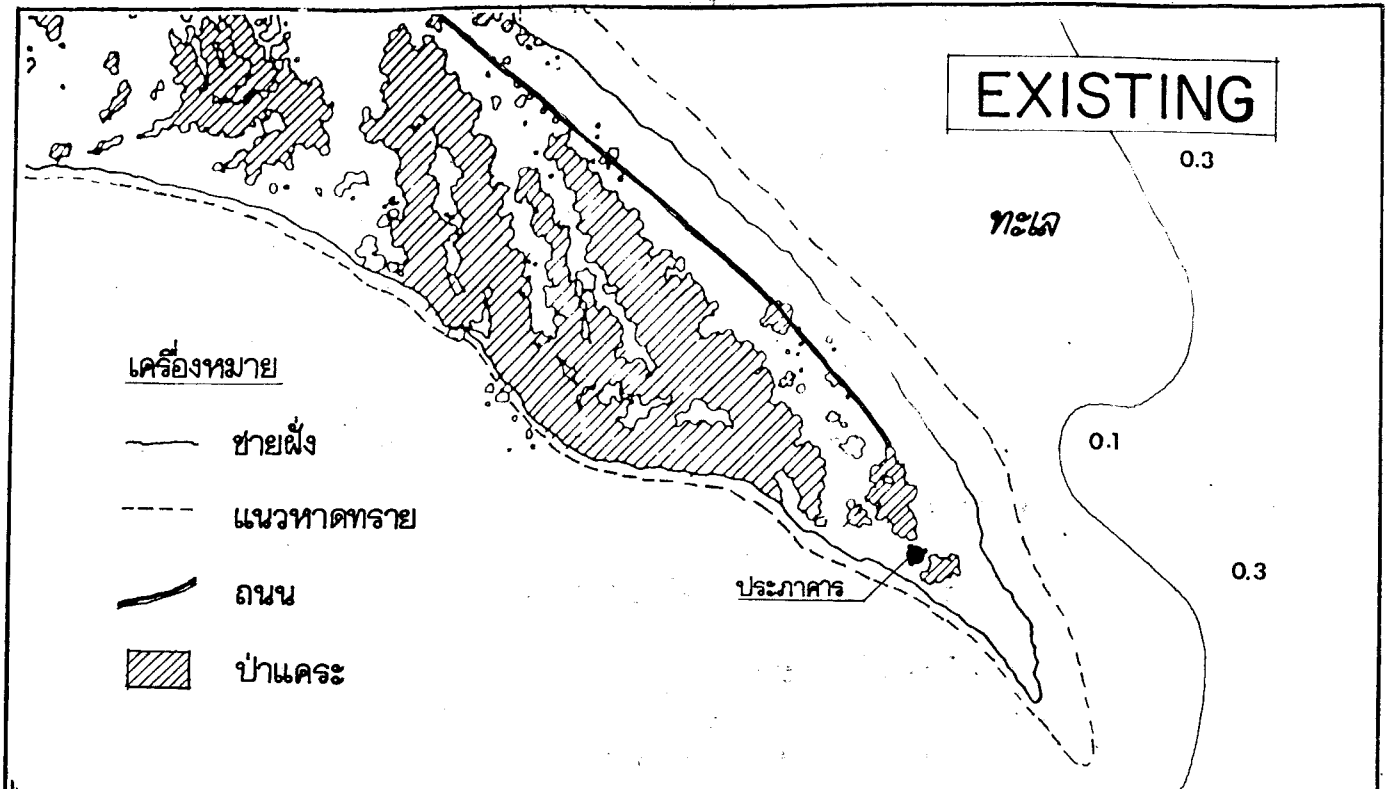 EXISTING
0.3
ทะเล
เครื่องหมาย
ชายฝั่ง
0.1
แนวหาดทราย
0.3
ประภาคาร
ถนน
ป่าแคระ